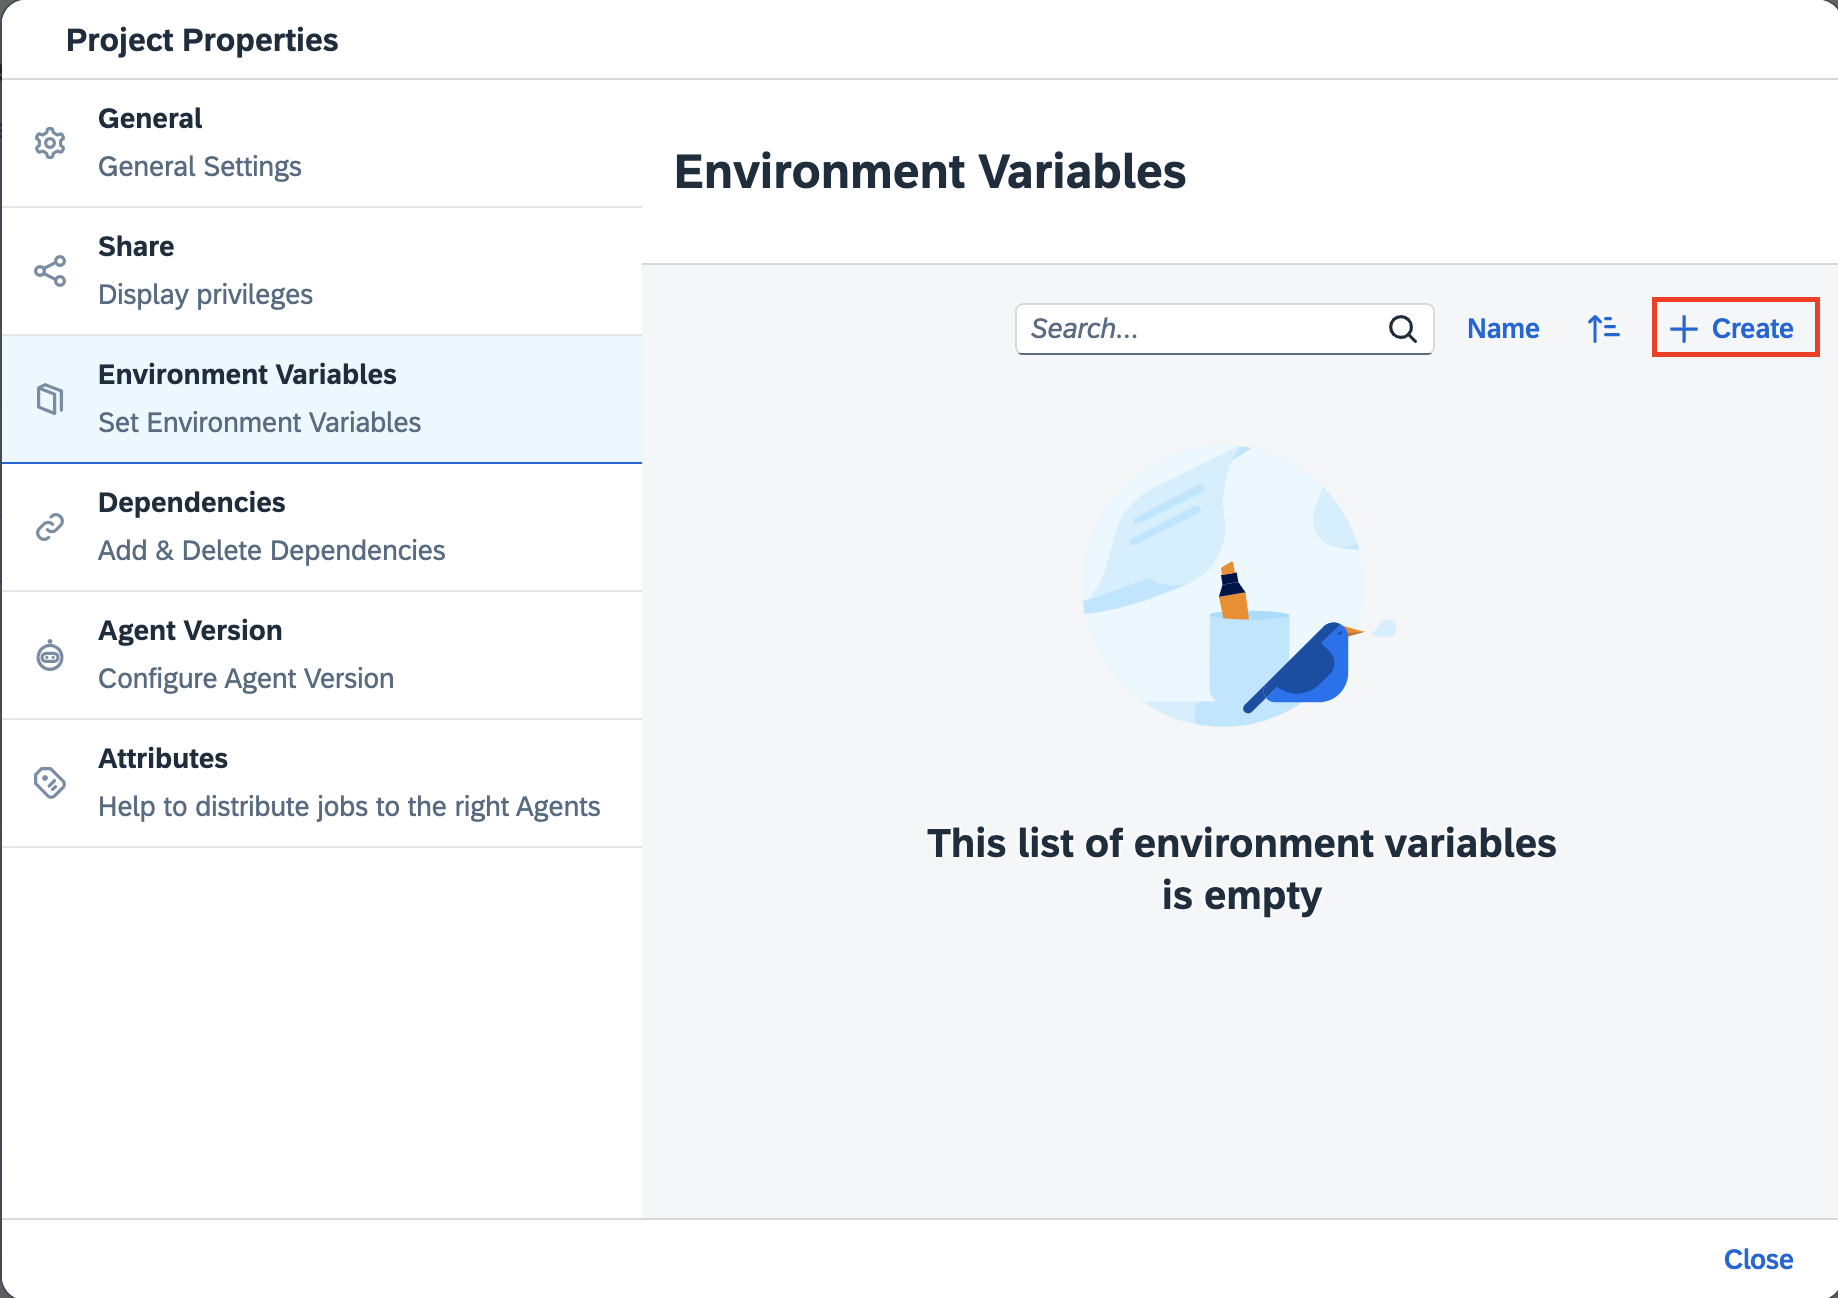 Project Properties
General
General Settings
Share
Display privileges
Environment Variables
Set Environment Variables
Dependencies
Add & Delete Dependencies
Agent Version
Configure Agent Version
Attributes
Help to distribute jobs to the right Agents
Environment Variables
Search...
Name
Create
This list of environment variables
is empty
Close